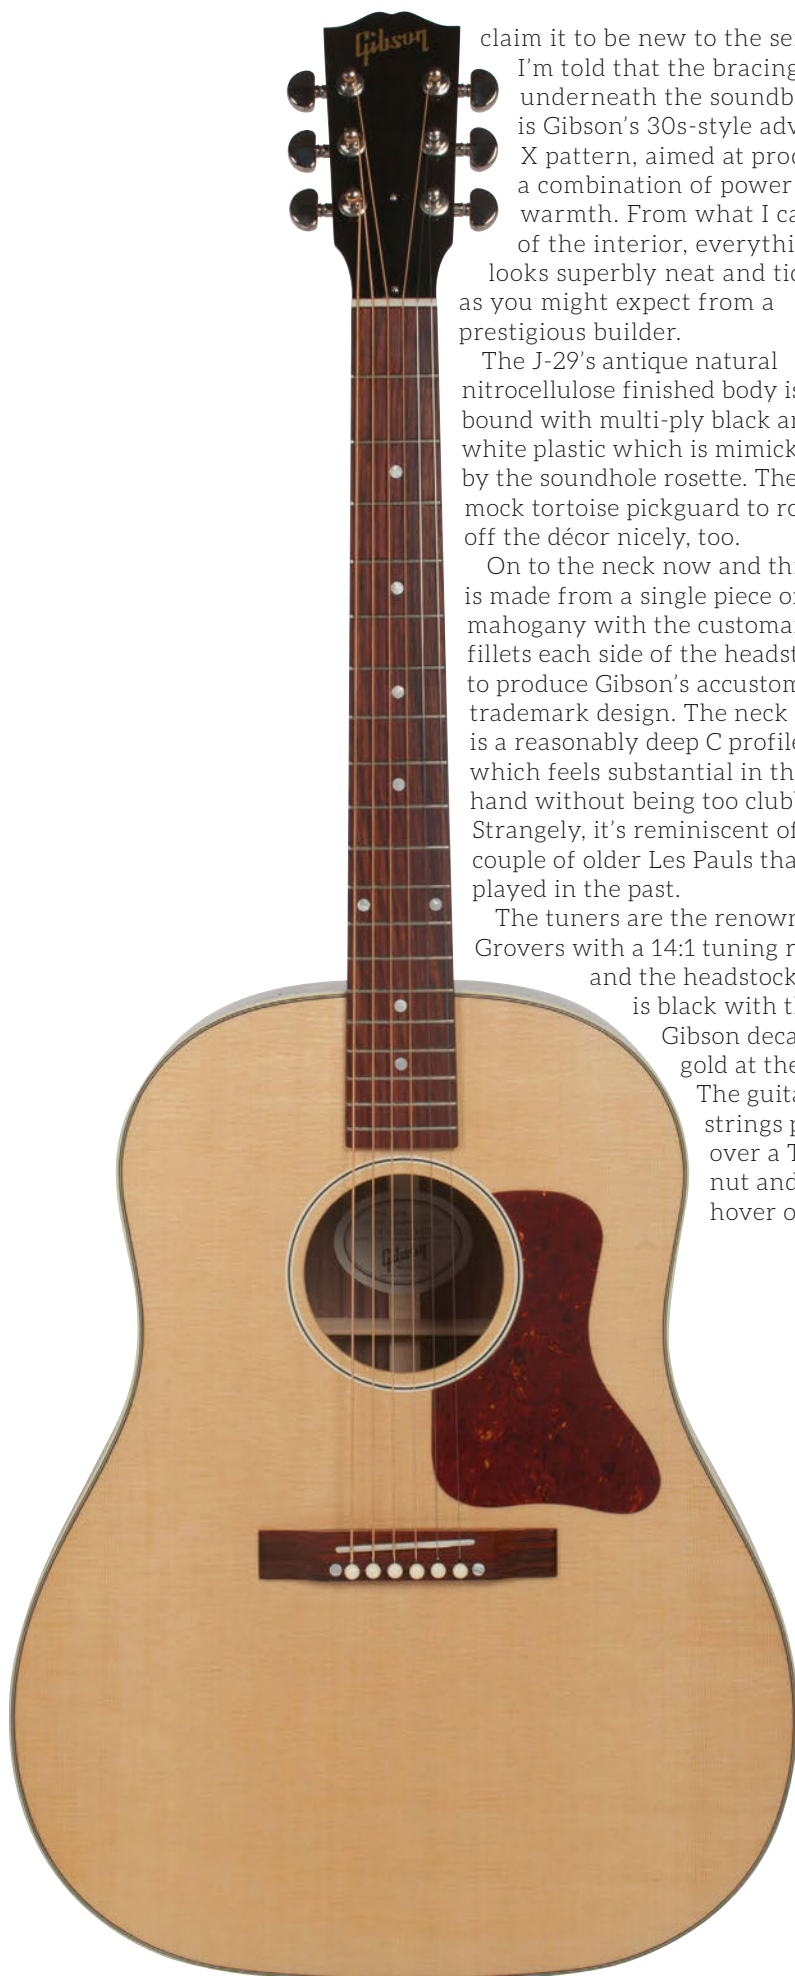 Gibson
claim it to be new to the se
I'm told that the bracing
underneath the soundb
is Gibson's 30s-style adv
X pattern, aimed at prod
a combination of power
warmth. From what I ca
of the interior, everythi
looks superbly neat and tid
as you might expect from a
prestigious builder.
The J-29's antique natural
nitrocellulose finished body is
bound with multi-ply black an
white plastic which is mimick
by the soundhole rosette. The
mock tortoise pickguard to ro
off the décor nicely, too.
On to the neck now and th
is made from a single piece o
mahogany with the customa
fillets each side of the headst
to produce Gibson's accustom
trademark design. The neck
is a reasonably deep C profile
which feels substantial in th
hand without being too clubb
Strangely, it's reminiscent of
couple of older Les Pauls tha
played in the past.
The tuners are the renown
Grovers with a 14:1 tuning r
and the headstock
is black with th
Gibson deca
gold at the
The guita
strings p
over a T
nut and
hover o
Gibson